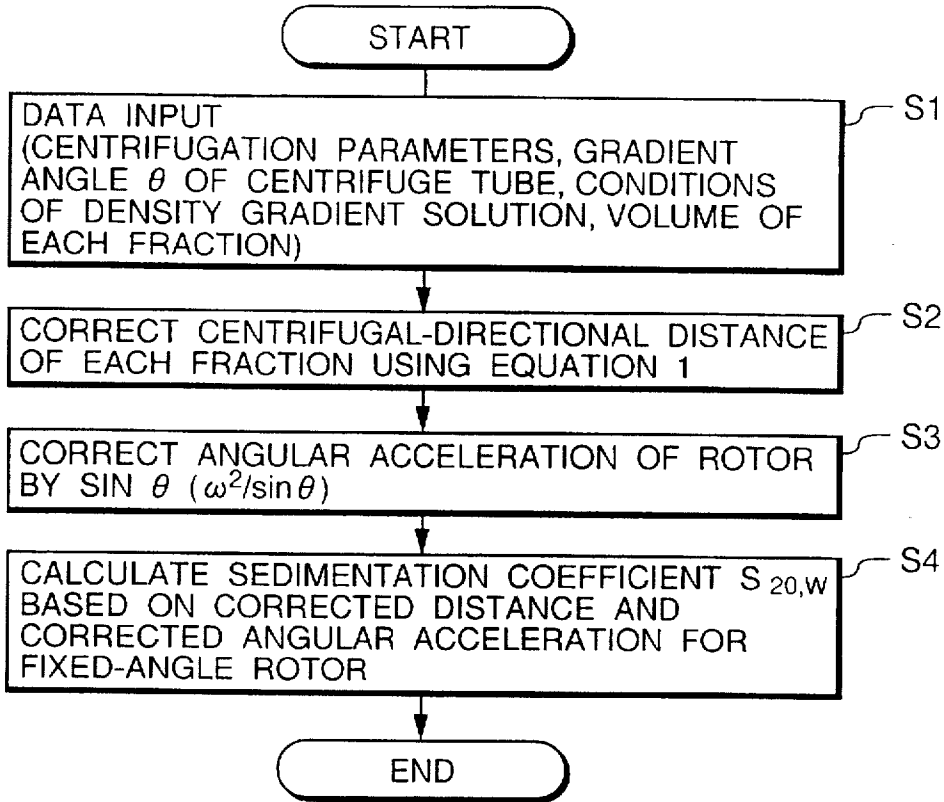 START
S1
DATA INPUT
(CENTRIFUGATION PARAMETERS, GRADIENT
ANGLE θ OF CENTRIFUGE TUBE, CONDITIONS
OF DENSITY GRADIENT SOLUTION, VOLUME OF
EACH FRACTION)
S2
CORRECT CENTRIFUGAL-DIRECTIONAL DISTANCE
OF EACH FRACTION USING EQUATION 1
S3
CORRECT ANGULAR ACCELERATION OF ROTOR
BY SIN θ (ω²/sinθ)
S4
CALCULATE SEDIMENTATION COEFFICIENT S 20,W
BASED ON CORRECTED DISTANCE AND
CORRECTED ANGULAR ACCELERATION FOR
FIXED-ANGLE ROTOR
END